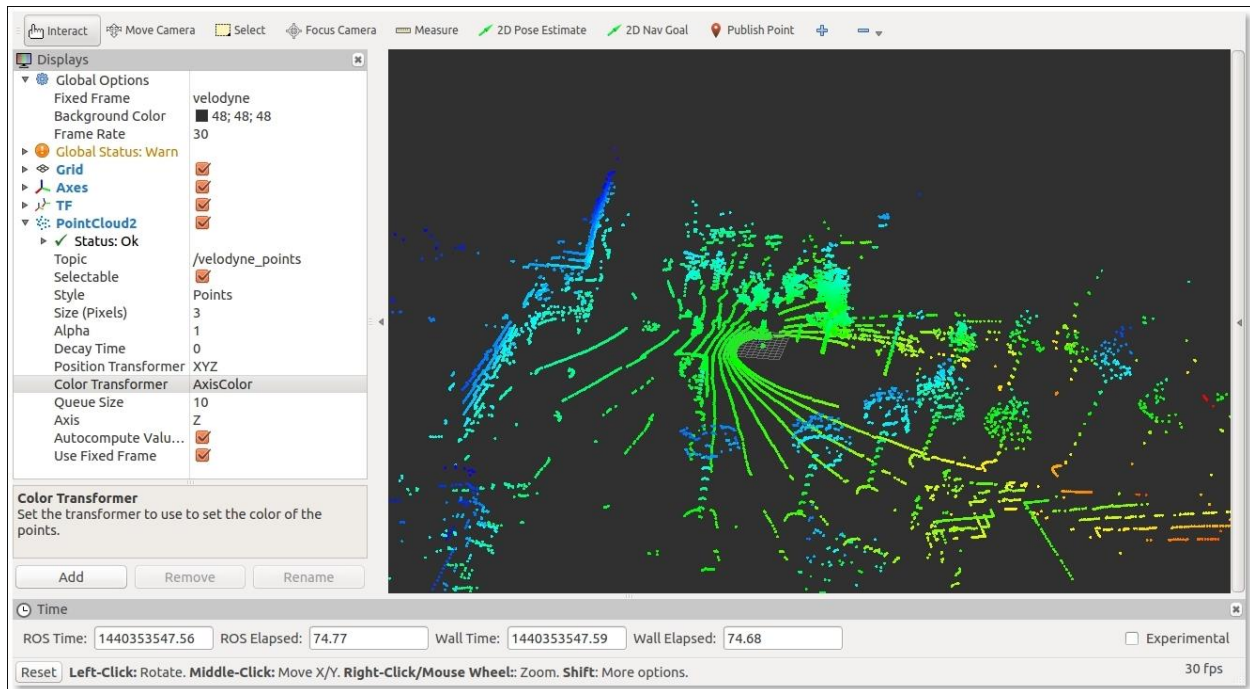 Interact Move Camera Select Focus Camera Measure 2D Pose Estimate 2D Nav Goal Publish Point
Displays
Global Options
Fixed Frame velodyne
Background Color 48; 48; 48
Frame Rate 30
Global Status: Warn
Grid
Axes
TF
PointCloud2
Status: Ok
Topic /velodyne_points
Selectable
Style Points
Size (Pixels) 3
Alpha 1
Decay Time 0
Position Transformer XYZ
Color Transformer AxisColor
Queue Size 10
Axis Z
Autocompute Valu...
Use Fixed Frame
Color Transformer
Set the transformer to use to set the color of the
points.
Add Remove Rename
Time
ROS Time: 1440353547.56 ROS Elapsed: 74.77 Wall Time: 1440353547.59 Wall Elapsed: 74.68 Experimental
Reset Left-Click: Rotate. Middle-Click: Move X/Y. Right-Click/Mouse Wheel:: Zoom. Shift: More options. 30 fps